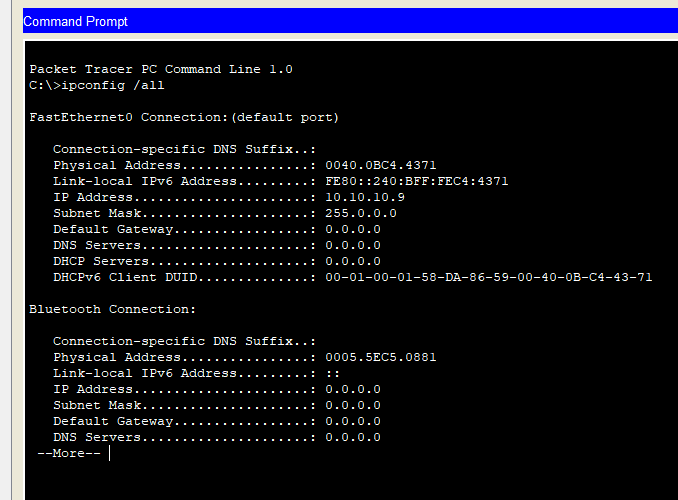 Command Prompt
Packet Tracer PC Command Line 1.0
C:\>ipconfig /all
FastEthernet0 Connection:(default port)
Connection-specific DNS Suffix..:
Physical Address................: 0040.0BC4.4371
Link-local IPv6 Address.........: FE80::240:BFF:FEC4:4371
IP Address......................: 10.10.10.9
Subnet Mask.....................: 255.0.0.0
Default Gateway.................: 0.0.0.0
DNS Servers.....................: 0.0.0.0
DHCP Servers....................: 0.0.0.0
DHCPv6 Client DUID..............: 00-01-00-01-58-DA-86-59-00-40-0B-C4-43-71
Bluetooth Connection:
Connection-specific DNS Suffix..:
Physical Address................: 0005.5EC5.0881
Link-local IPv6 Address.........: ::
IP Address......................: 0.0.0.0
Subnet Mask.....................: 0.0.0.0
Default Gateway.................: 0.0.0.0
DNS Servers.....................: 0.0.0.0
--More--